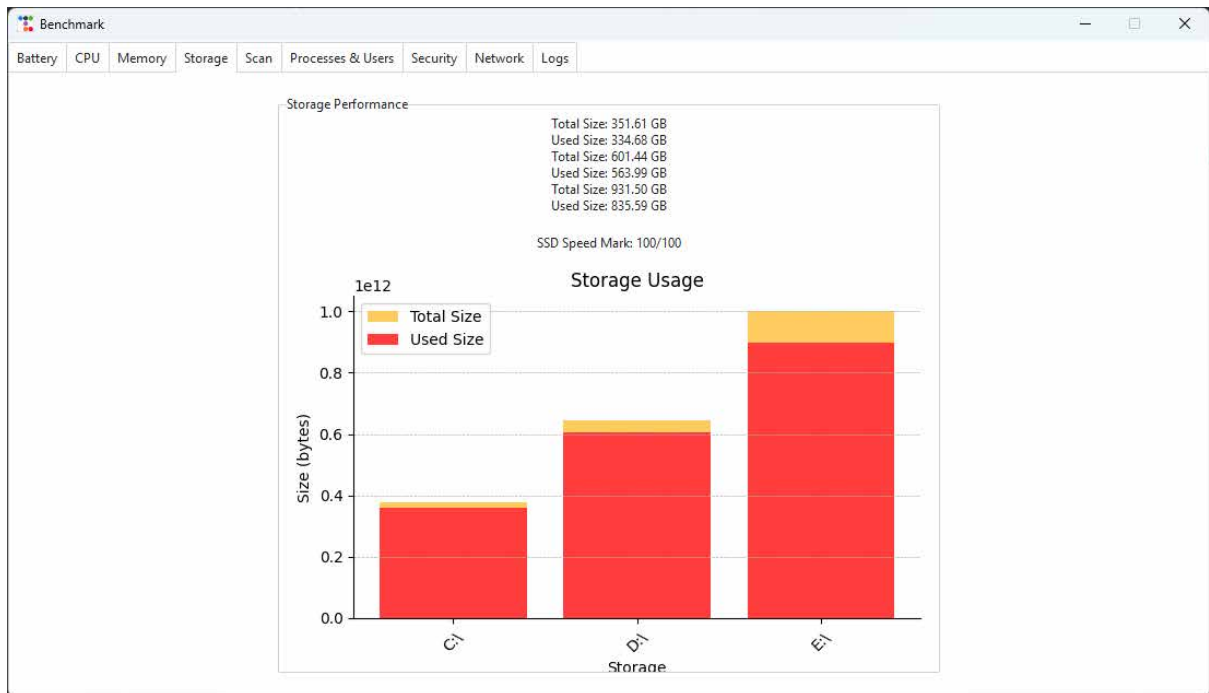 Benchmark
Battery CPU Memory Storage Scan Processes & Users Security Network Logs
Storage Performance
Total Size: 351.61 GB
Used Size: 334.68 GB
Total Size: 601.44 GB
Used Size: 563.99 GB
Total Size: 931.50 GB
Used Size: 835.59 GB
SSD Speed Mark: 100/100
Storage Usage
1e12
Total Size
Used Size
1.0
0.8
0.6
0.4
0.2
0.0
Size (bytes)
C:\ D:\ E:\
Storage